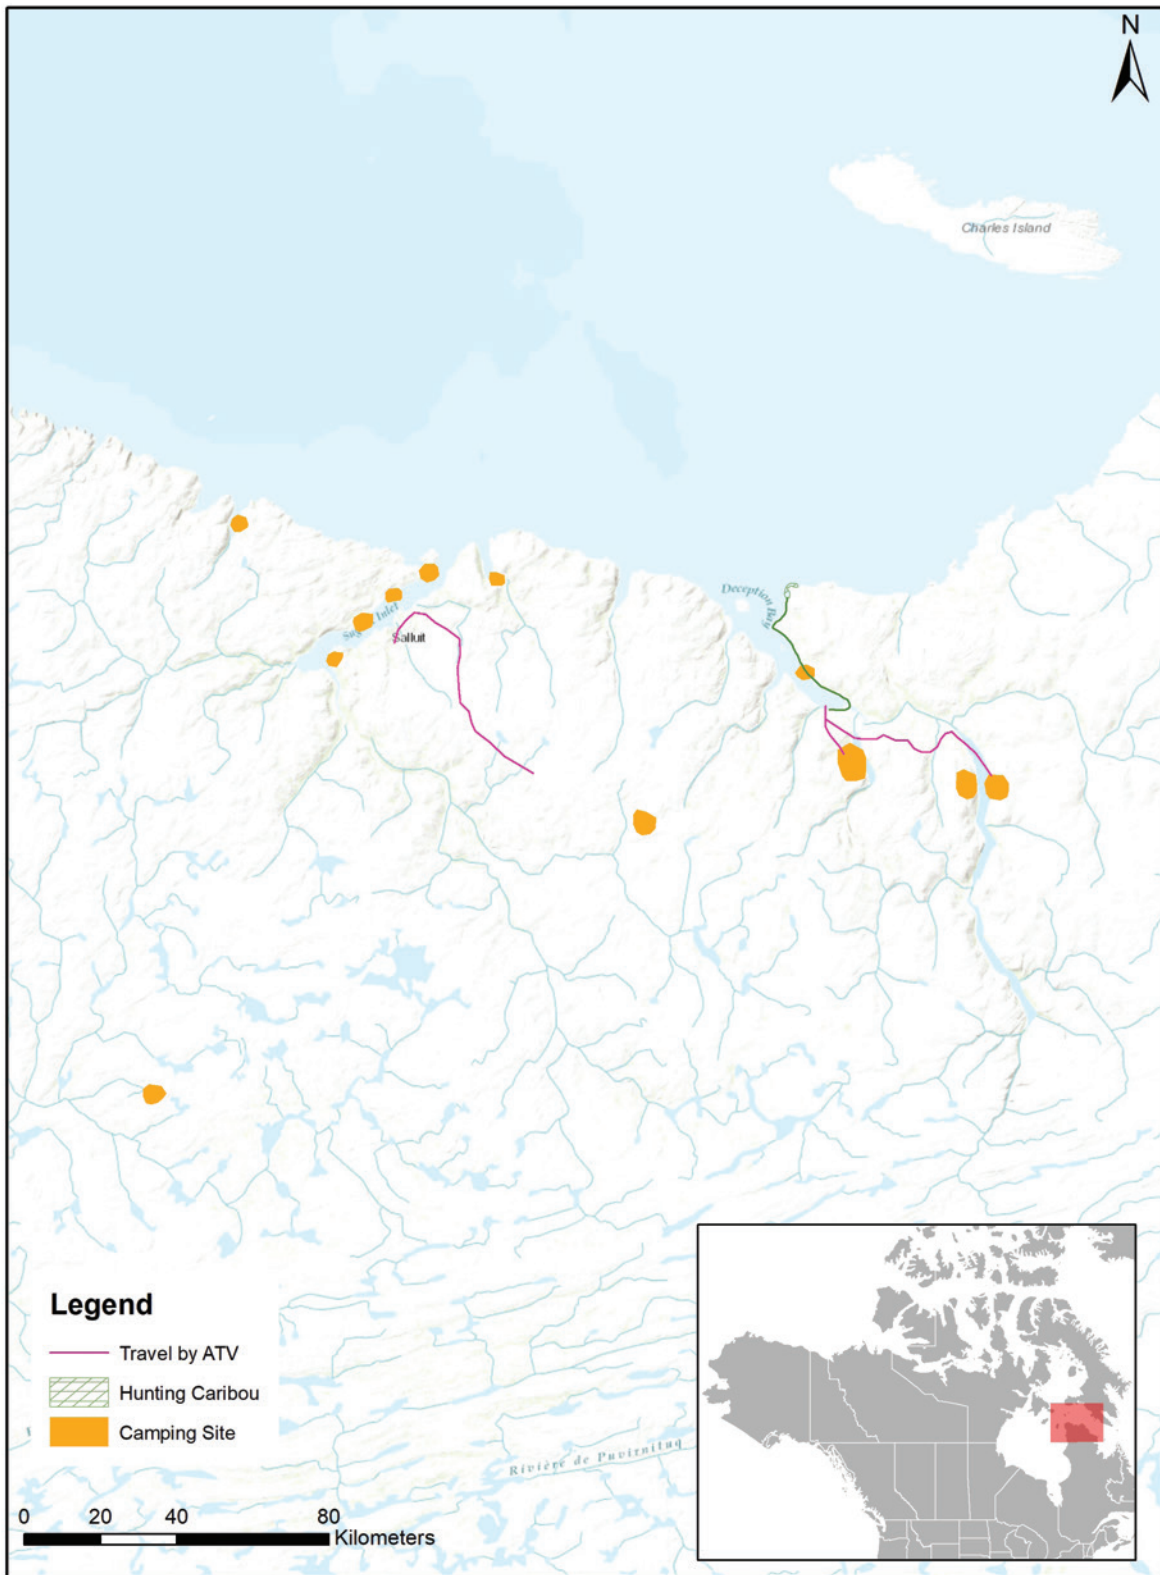 N
Charles Island
Deception Bay
Inlet
Salluit
Legend
Travel by ATV
Hunting Caribou
Camping Site
Rivière de Puvirnituq
0 20 40 80
Kilometers